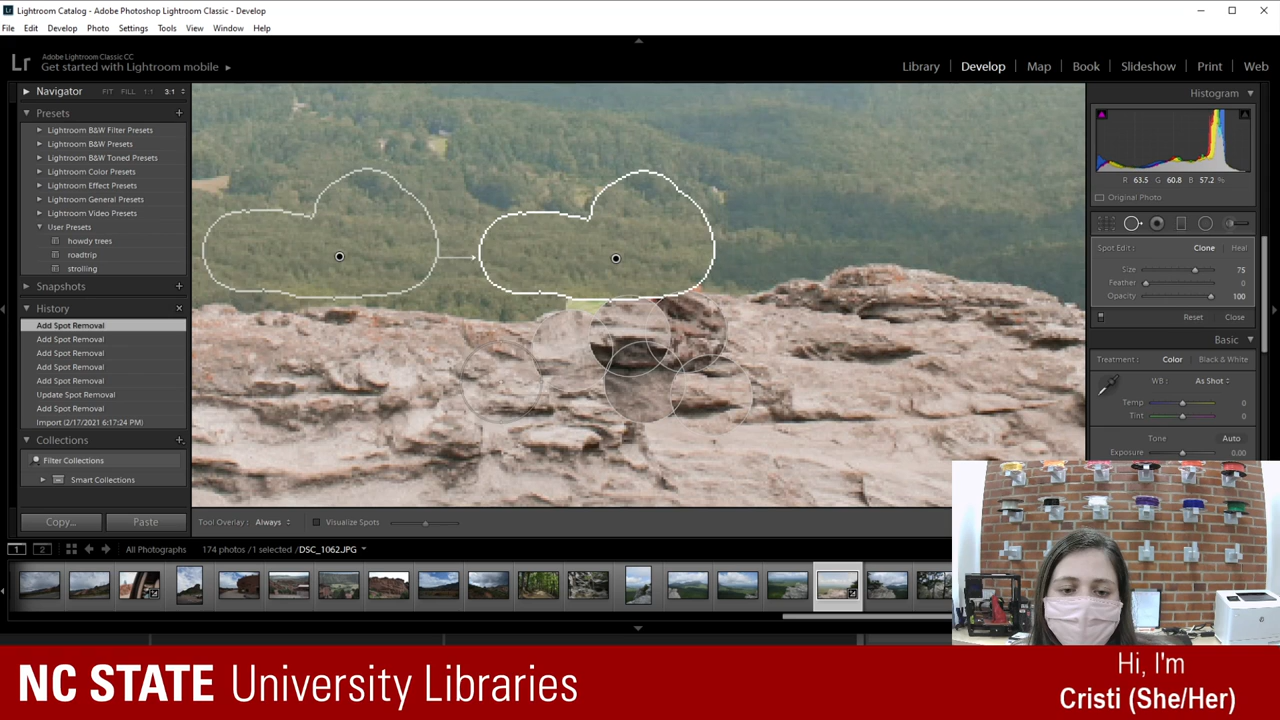 Lightroom Catalog - Adobe Photoshop Lightroom Classic - Develop
File Edit Develop Photo Settings Tools View Window Help
Lr
Adobe Lightroom Classic CC
Get started with Lightroom mobile
Library Develop Map Book Slideshow Print Web
Navigator FIT FILL 1:1 3:1
Presets
Lightroom B&W Filter Presets
Lightroom B&W Presets
Lightroom B&W Toned Presets
Lightroom Color Presets
Lightroom Effect Presets
Lightroom General Presets
Lightroom Video Presets
User Presets
howdy trees
roadtrip
strolling
Snapshots
History
Add Spot Removal
Add Spot Removal
Add Spot Removal
Add Spot Removal
Add Spot Removal
Update Spot Removal
Add Spot Removal
Import (2/17/2021 6:17:24 PM)
Collections
Filter Collections
Smart Collections
Copy... Paste
Tool Overlay : Always
Visualize Spots
Histogram
R 63.5 G 60.8 B 57.2 %
Original Photo
Spot Edit : Clone Heal
Size 75
Feather 0
Opacity 100
Reset Close
Basic
Treatment : Color Black & White
WB : As Shot
Temp 0
Tint 0
Tone Auto
Exposure 0.00
1 2 All Photographs 174 photos / 1 selected / DSC_1062.JPG
NC STATE University Libraries
Hi, I'm
Cristi (She/Her)